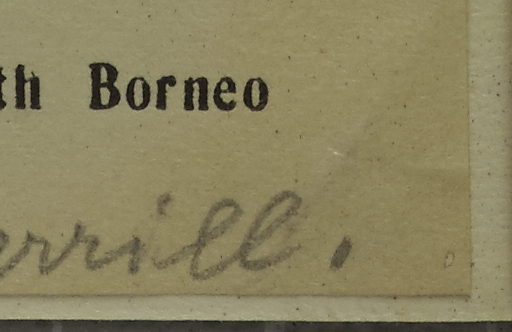 th Borneo
errill.